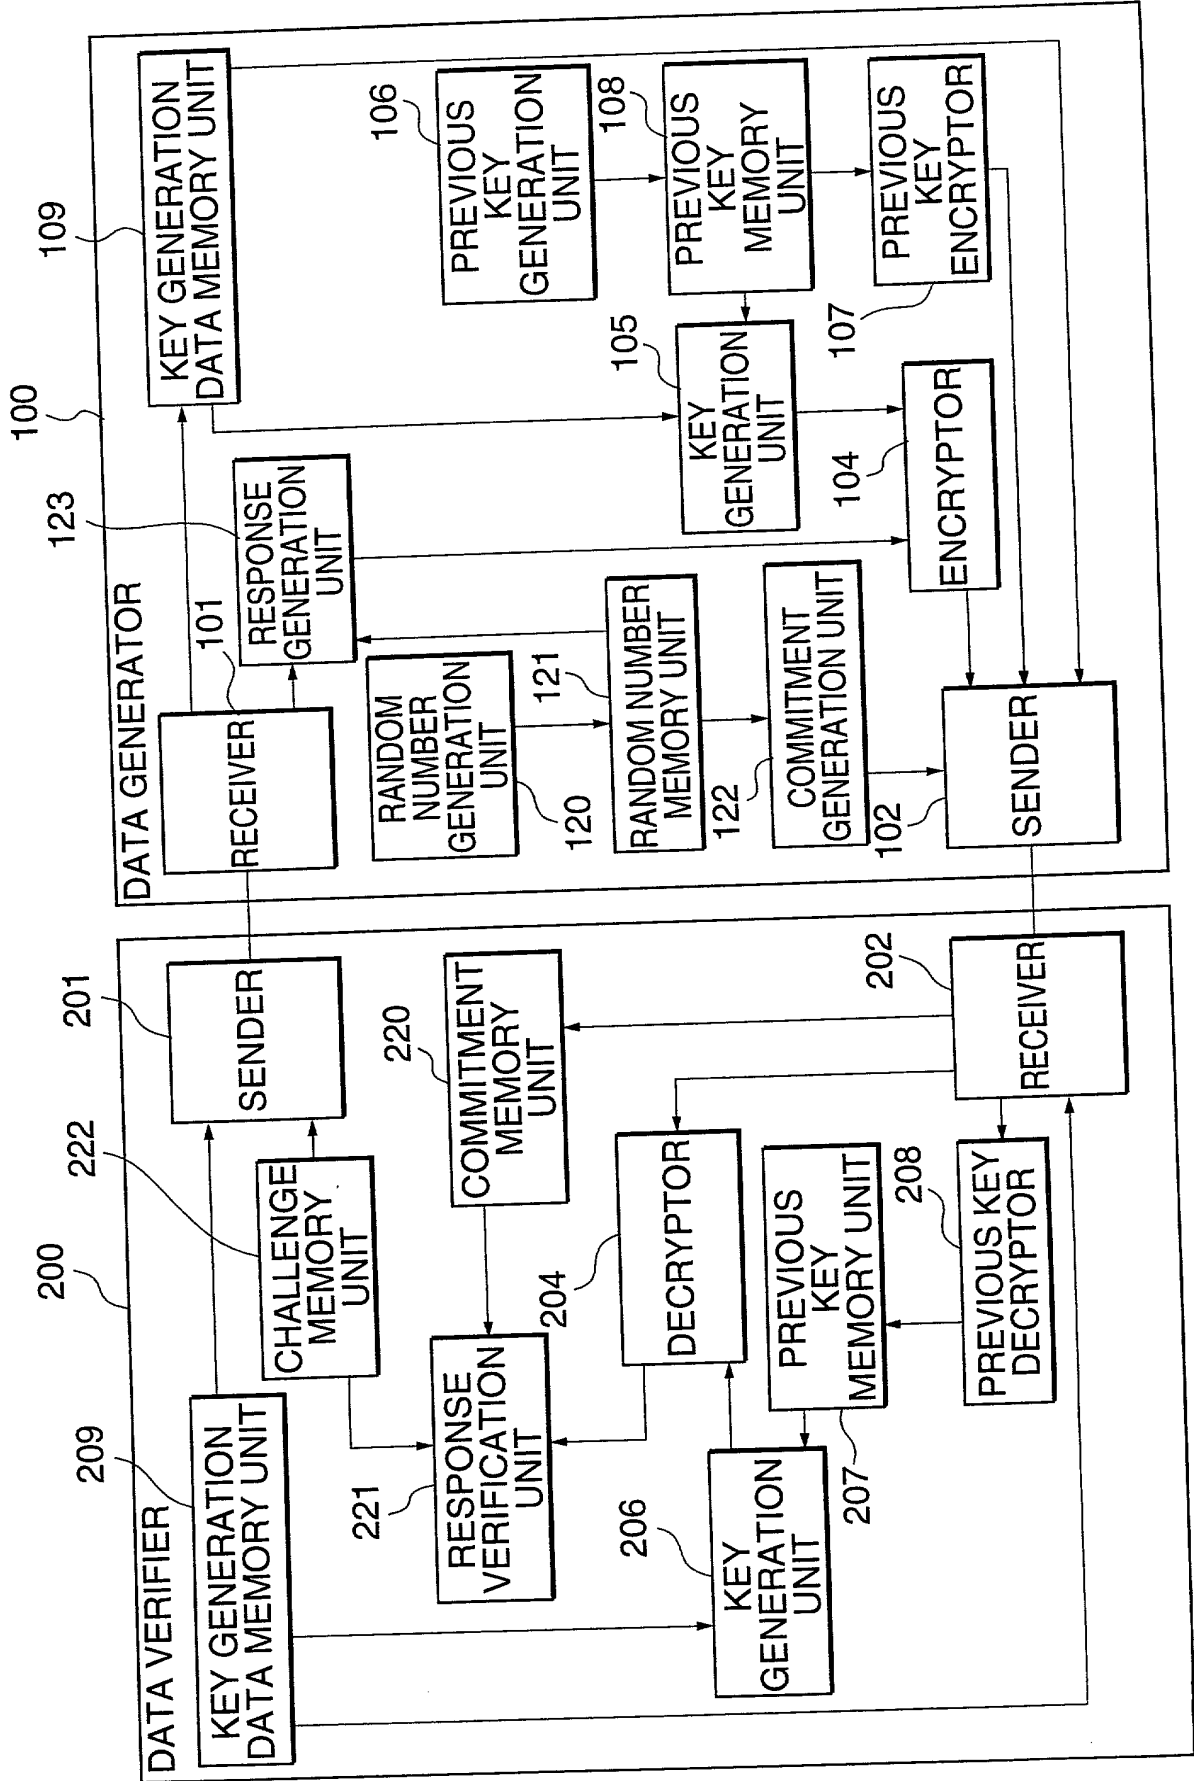 DATA VERIFIER
200
KEY GENERATION
DATA MEMORY UNIT
209
CHALLENGE
MEMORY
UNIT
222
SENDER
201
RESPONSE
VERIFICATION
UNIT
221
COMMITMENT
MEMORY
UNIT
220
DECRYPTOR
204
KEY
GENERATION
UNIT
206
PREVIOUS
KEY
MEMORY UNIT
207
PREVIOUS KEY
DECRYPTOR
208
RECEIVER
202
DATA GENERATOR
100
RECEIVER
101
KEY GENERATION
DATA MEMORY UNIT
109
RESPONSE
GENERATION
UNIT
123
RANDOM
NUMBER
GENERATION
UNIT
120
RANDOM NUMBER
MEMORY UNIT
121
COMMITMENT
GENERATION UNIT
122
SENDER
102
ENCRYPTOR
104
KEY
GENERATION
UNIT
105
PREVIOUS
KEY
GENERATION
UNIT
106
PREVIOUS
KEY
MEMORY
UNIT
108
PREVIOUS
KEY
ENCRYPTOR
107